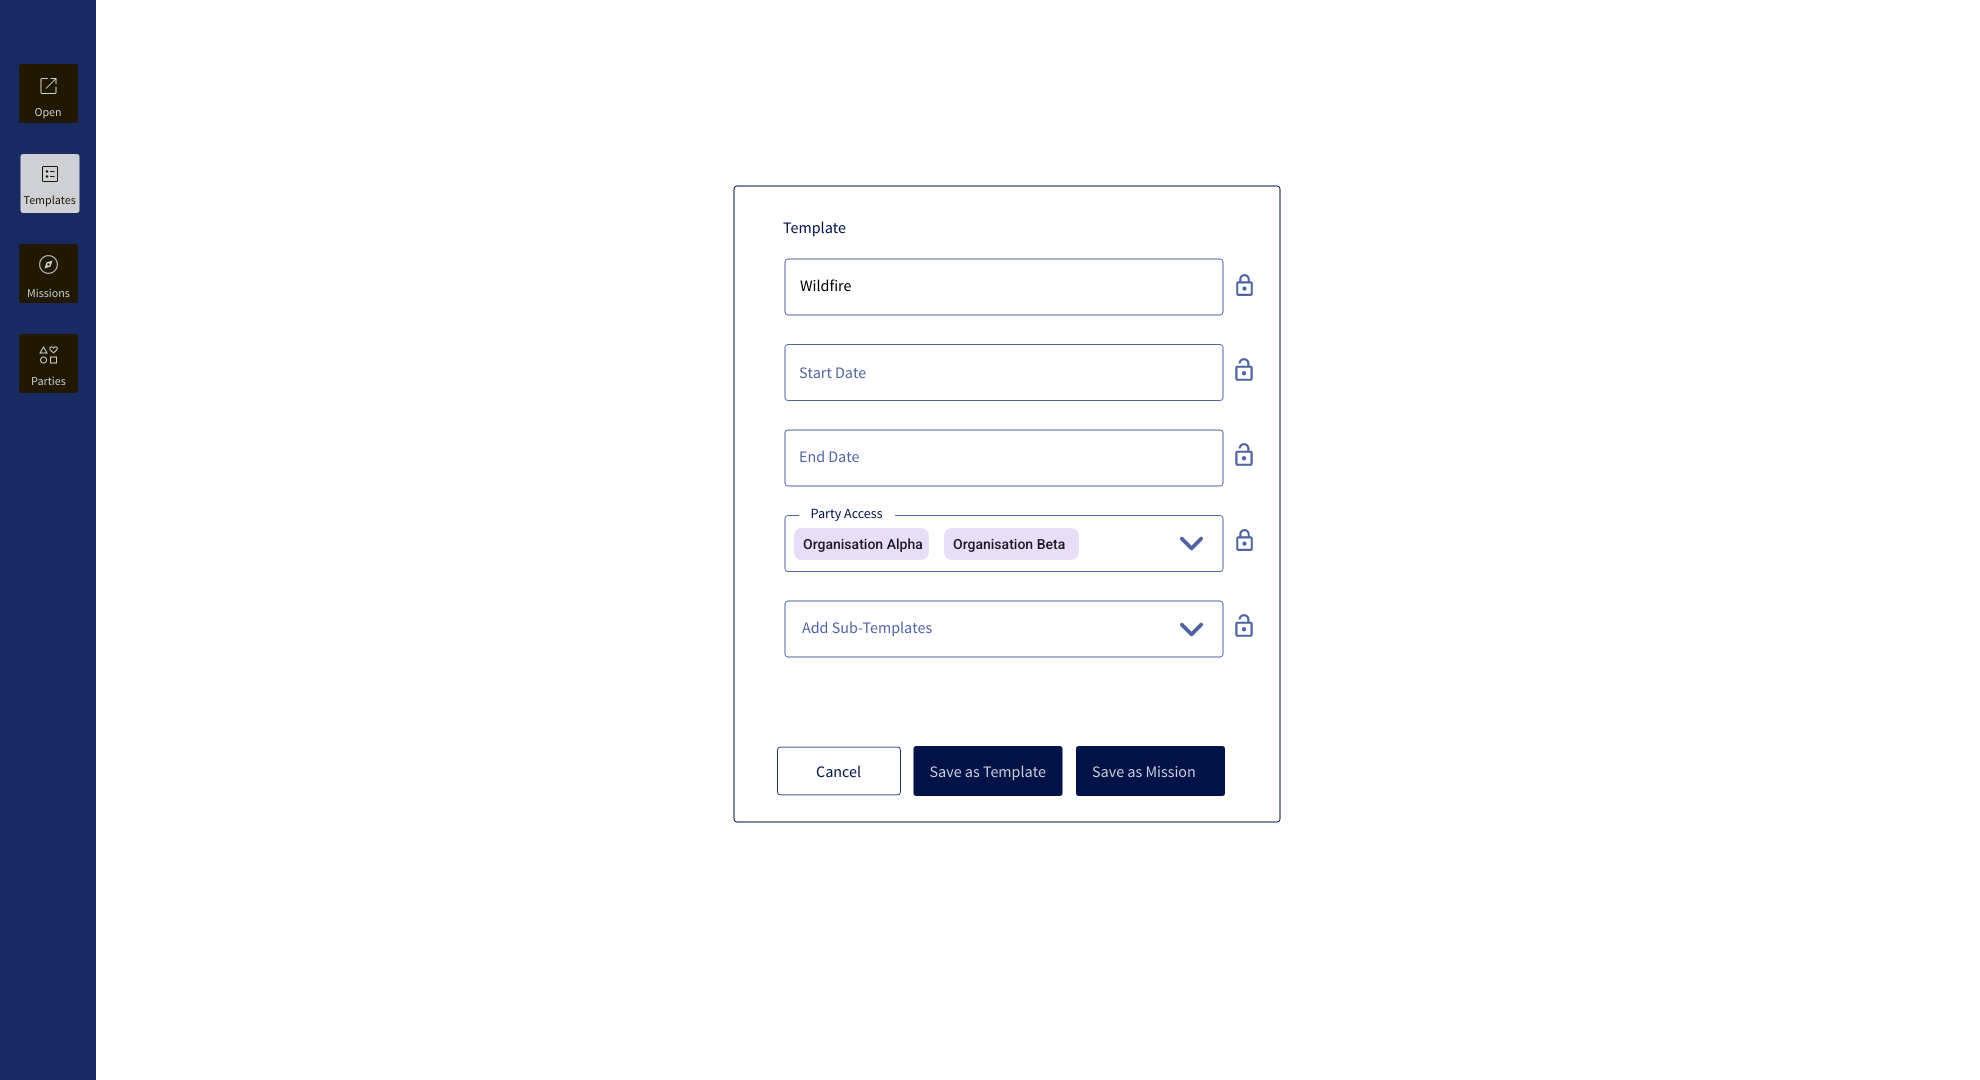 Open
Templates
Missions
Parties
Template
Wildfire
Start Date
End Date
Party Access
Organisation Alpha Organisation Beta
Add Sub-Templates
Cancel Save as Template Save as Mission